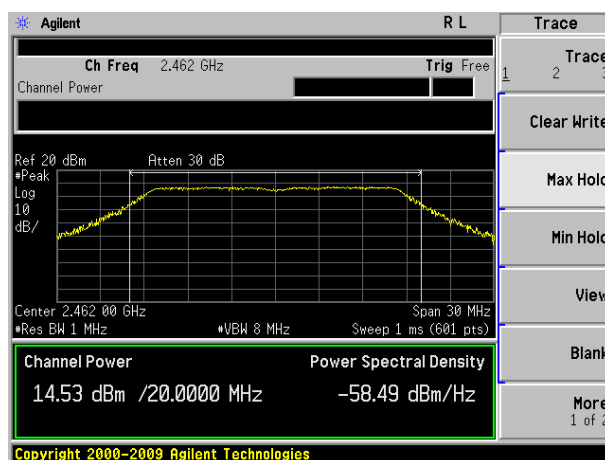 Agilent R L Trace
Ch Freq 2.462 GHz Trig Free
Channel Power
Trace
1 2 3
Clear Write
Max Hold
Min Hold
View
Blank
More
1 of 2
Ref 20 dBm Atten 30 dB
#Peak
Log
10
dB/
Center 2.462 00 GHz Span 30 MHz
#Res BW 1 MHz #VBW 8 MHz Sweep 1 ms (601 pts)
Channel Power Power Spectral Density
14.53 dBm /20.0000 MHz -58.49 dBm/Hz
Copyright 2000-2009 Agilent Technologies